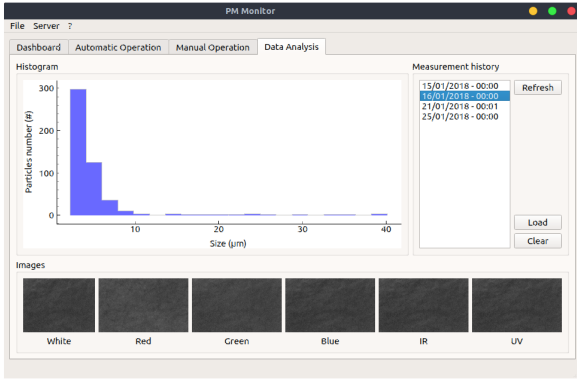 PM Monitor
File Server ?
Dashboard Automatic Operation Manual Operation Data Analysis
Histogram
300
200
100
0
Particles number (#)
10 20 30 40
Size (μm)
Measurement history
15/01/2018 - 00:00
16/01/2018 - 00:00
21/01/2018 - 00:01
25/01/2018 - 00:00
Refresh
Load
Clear
Images
White Red Green Blue IR UV